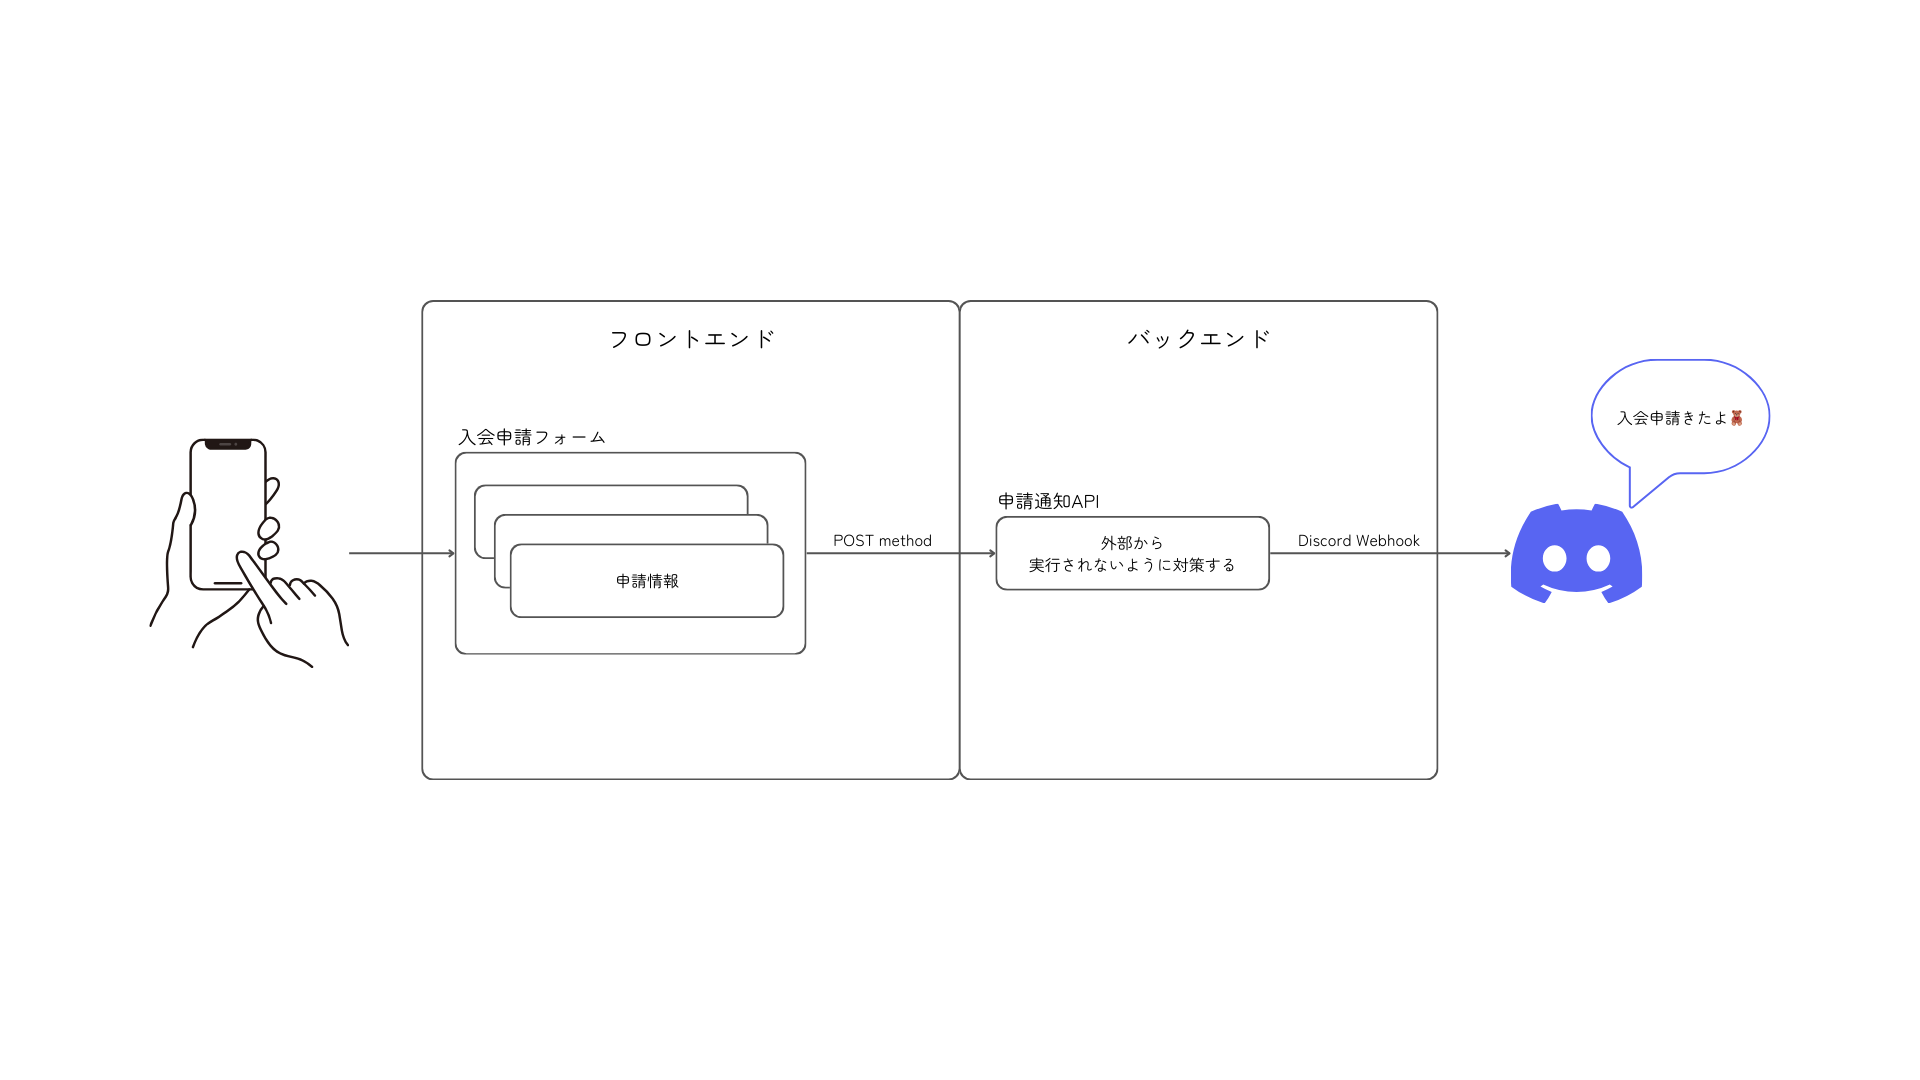 フロントエンド
バックエンド
入会申請フォーム
申請情報
POST method
申請通知API
外部から
実行されないように対策する
Discord Webhook
入会申請きたよ🧸